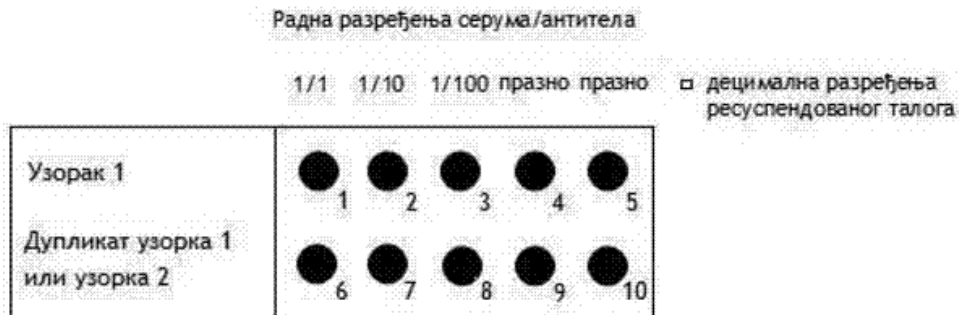 Радна разређења серума/антитела
1/1 1/10 1/100 празно празно □ децимална разређења
ресуспендованог талога
Узорак 1
1 2 3 4 5
Дупликат узорка 1
или узорка 2
6 7 8 9 10